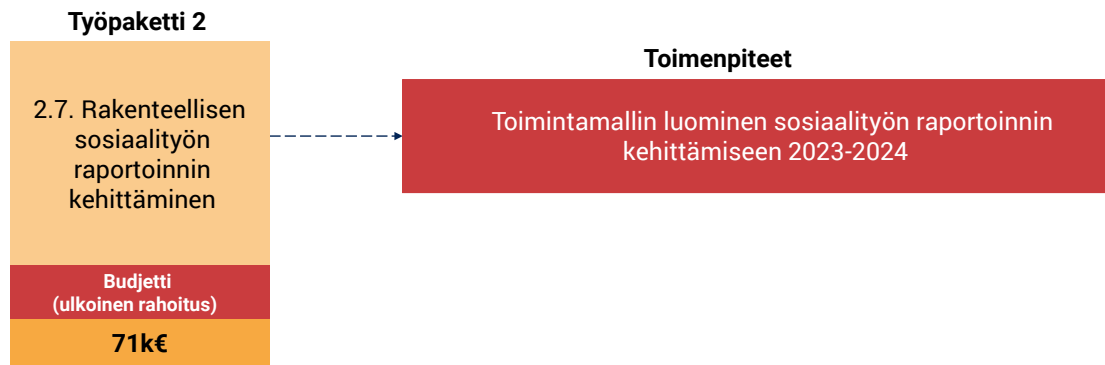 Työpaketti 2
2.7. Rakenteellisen
sosiaalityön
raportoinnin
kehittäminen
Budjetti
(ulkoinen rahoitus)
71k€
Toimenpiteet
Toimintamallin luominen sosiaalityön raportoinnin
kehittämiseen 2023-2024